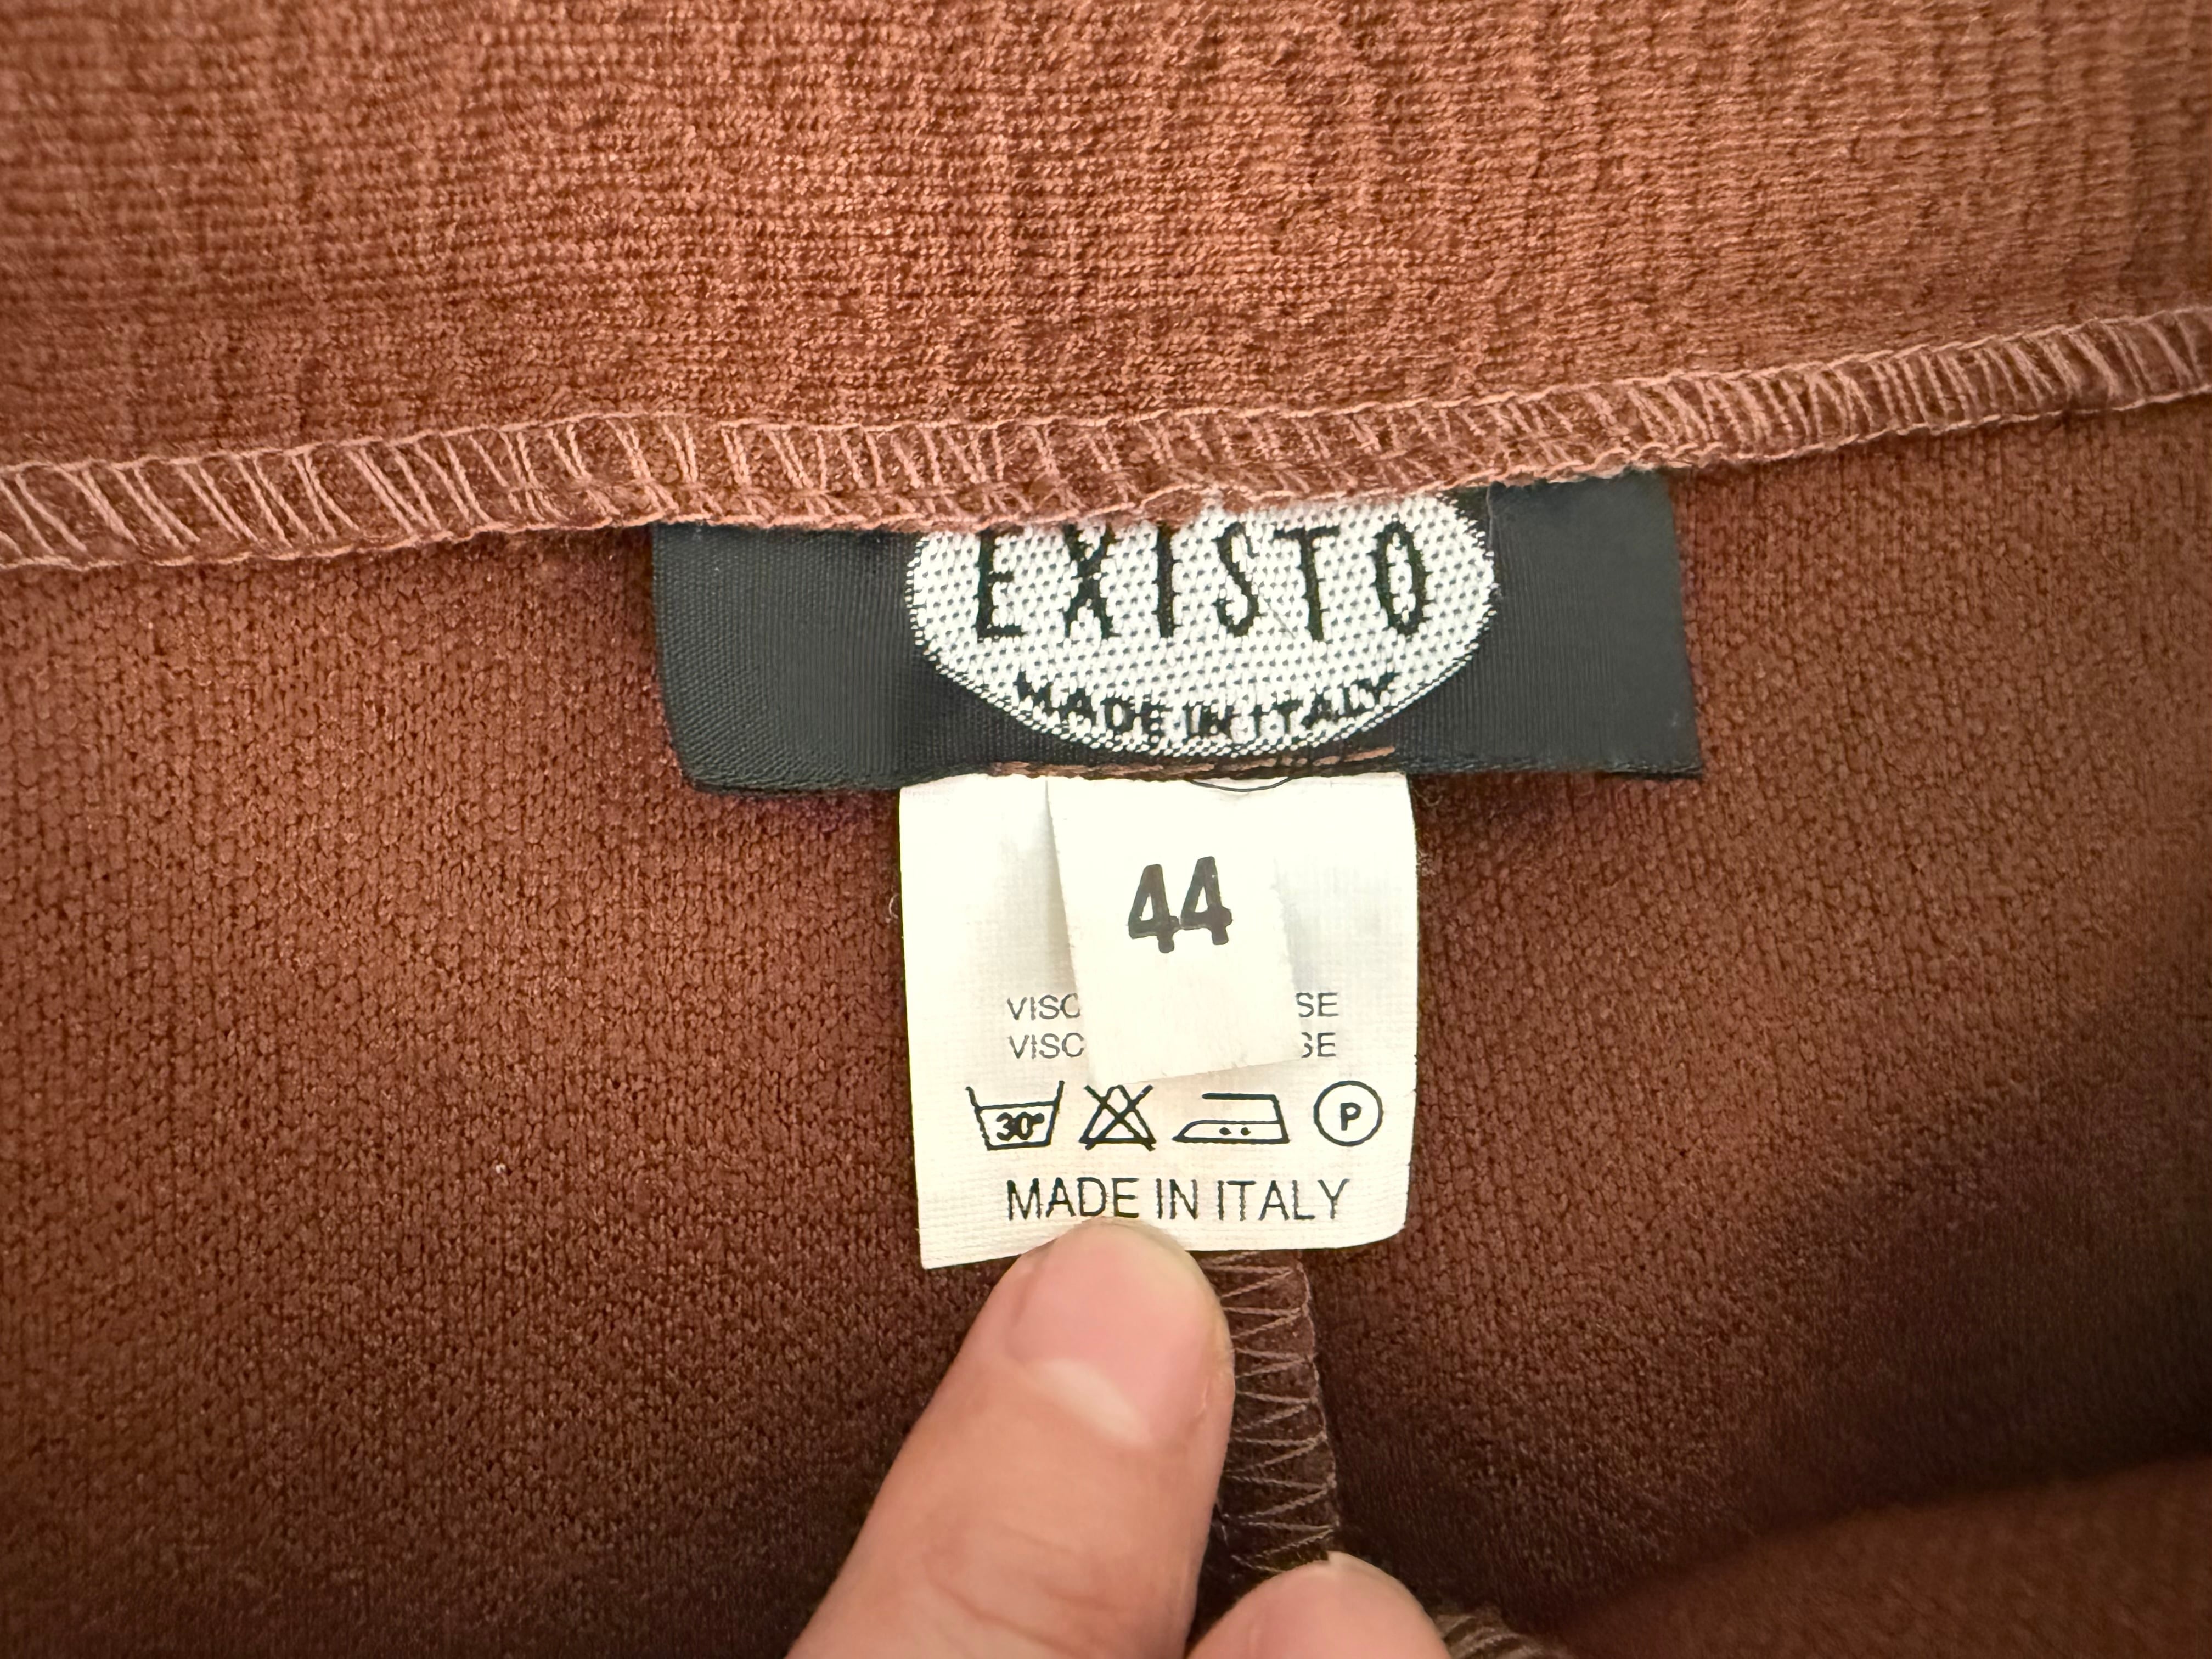 EXISTO
MADE IN ITALY
44
VISC SE
VISC SE
30°
P
MADE IN ITALY